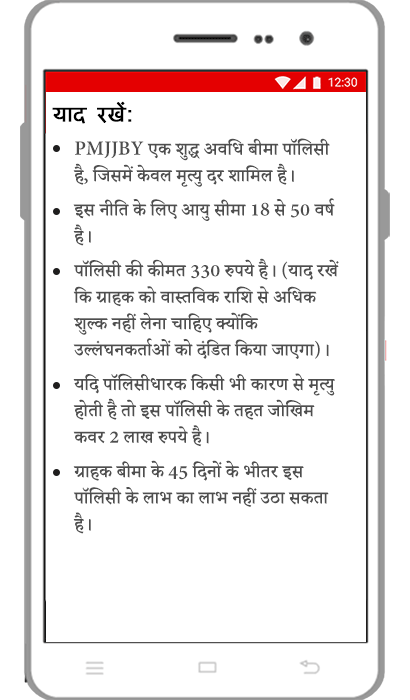 12:30
याद रखें:
• PMJJBY एक शुद्ध अवधि बीमा पॉलिसी
है, जिसमें केवल मृत्यु दर शामिल है।
• इस नीति के लिए आयु सीमा 18 से 50 वर्ष
है।
• पॉलिसी की कीमत 330 रुपये है। (याद रखें
कि ग्राहक को वास्तविक राशि से अधिक
शुल्क नहीं लेना चाहिए क्योंकि
उल्लंघनकर्ताओं को दंडित किया जाएगा)।
• यदि पॉलिसीधारक किसी भी कारण से मृत्यु
होती है तो इस पॉलिसी के तहत जोखिम
कवर 2 लाख रुपये है।
• ग्राहक बीमा के 45 दिनों के भीतर इस
पॉलिसी के लाभ का लाभ नहीं उठा सकता
है।